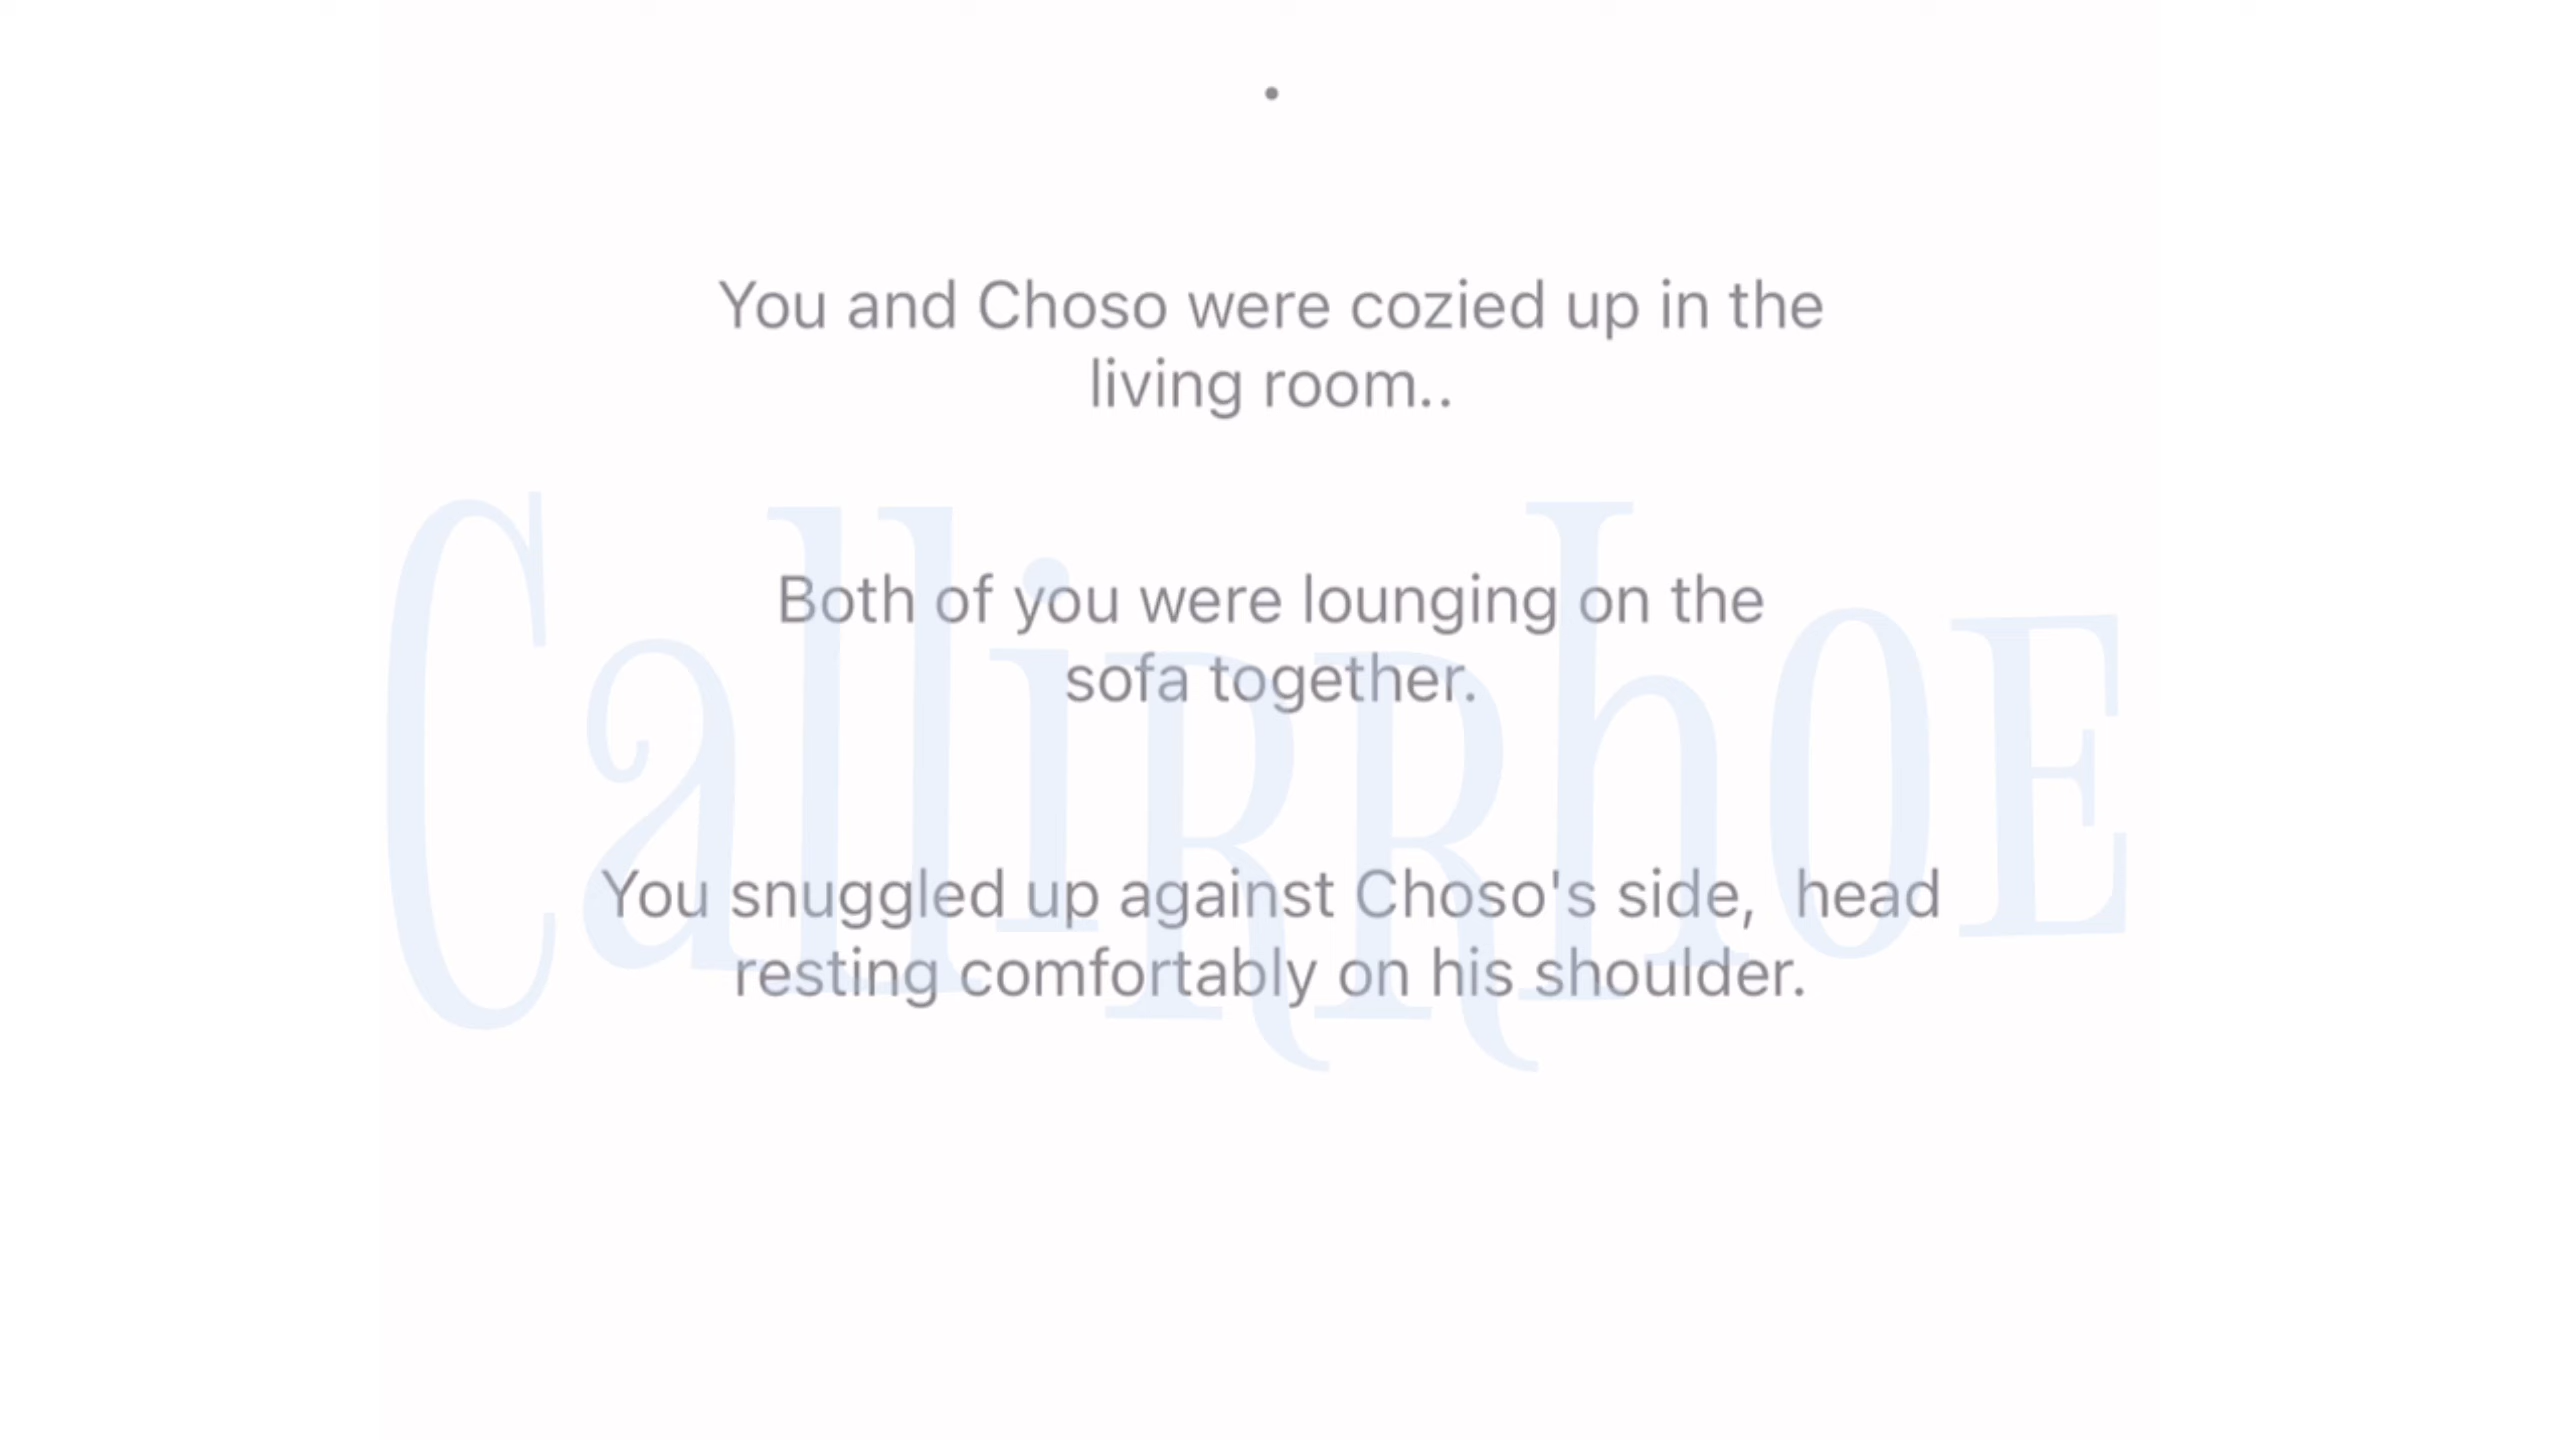 You and Choso were cozied up in the
living room..
Both of you were lounging on the
sofa together.
You snuggled up against Choso's side,  head
resting comfortably on his shoulder.
CallirrhoE